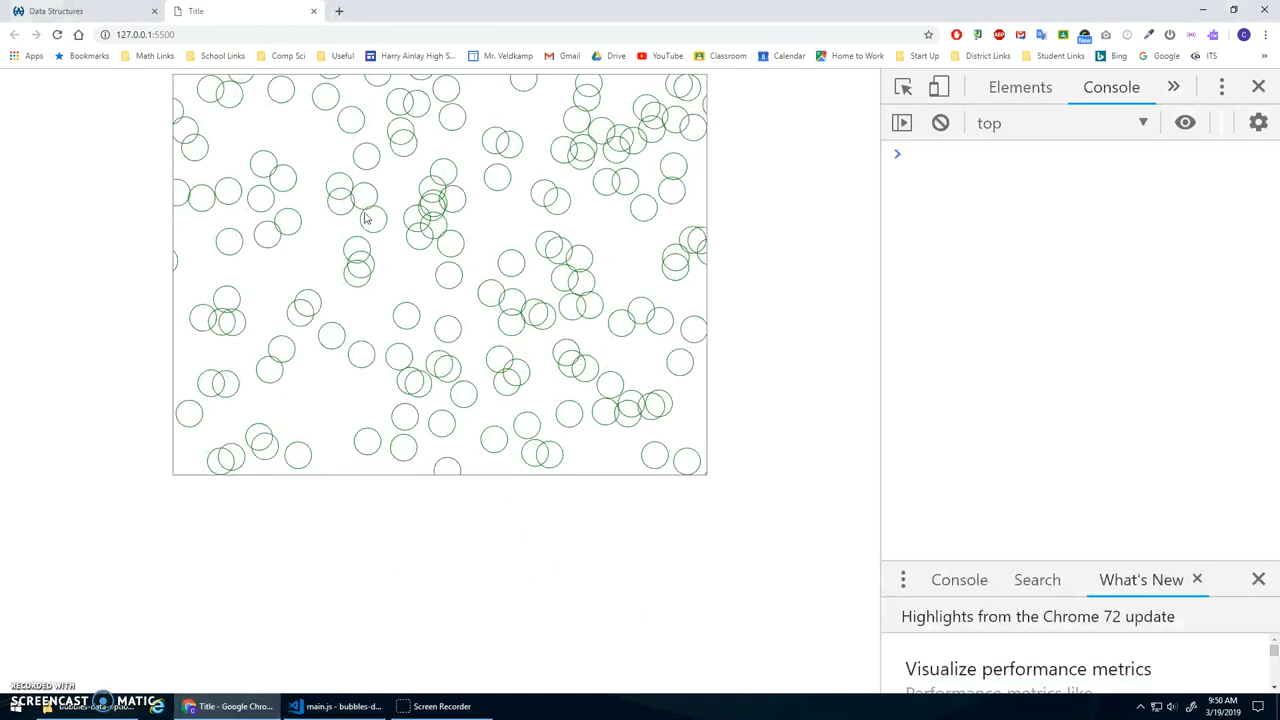 Data Structures
Title
127.0.0.1:5500
Apps Bookmarks Math Links School Links Comp Sci Useful Harry Ainlay High S... Mr. Veldkamp Gmail Drive YouTube Classroom Calendar Home to Work Start Up District Links Student Links Bing Google ITS
Elements Console
top
Console Search What's New
Highlights from the Chrome 72 update
Visualize performance metrics
Performance metrics like
RECORDED WITH
SCREENCAST MATIC
Title - Google Chro...
main.js - bubbles-d...
Screen Recorder
9:50 AM
3/19/2019